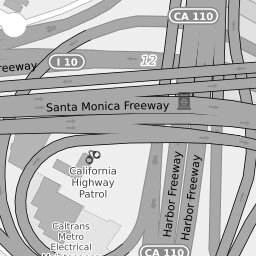 CA 110
I 10
12
reeway
Santa Monica Freeway
California
Highway
Patrol
Harbor Freeway
Harbor Freeway
Caltrans
Metro
Electrical
CA 110